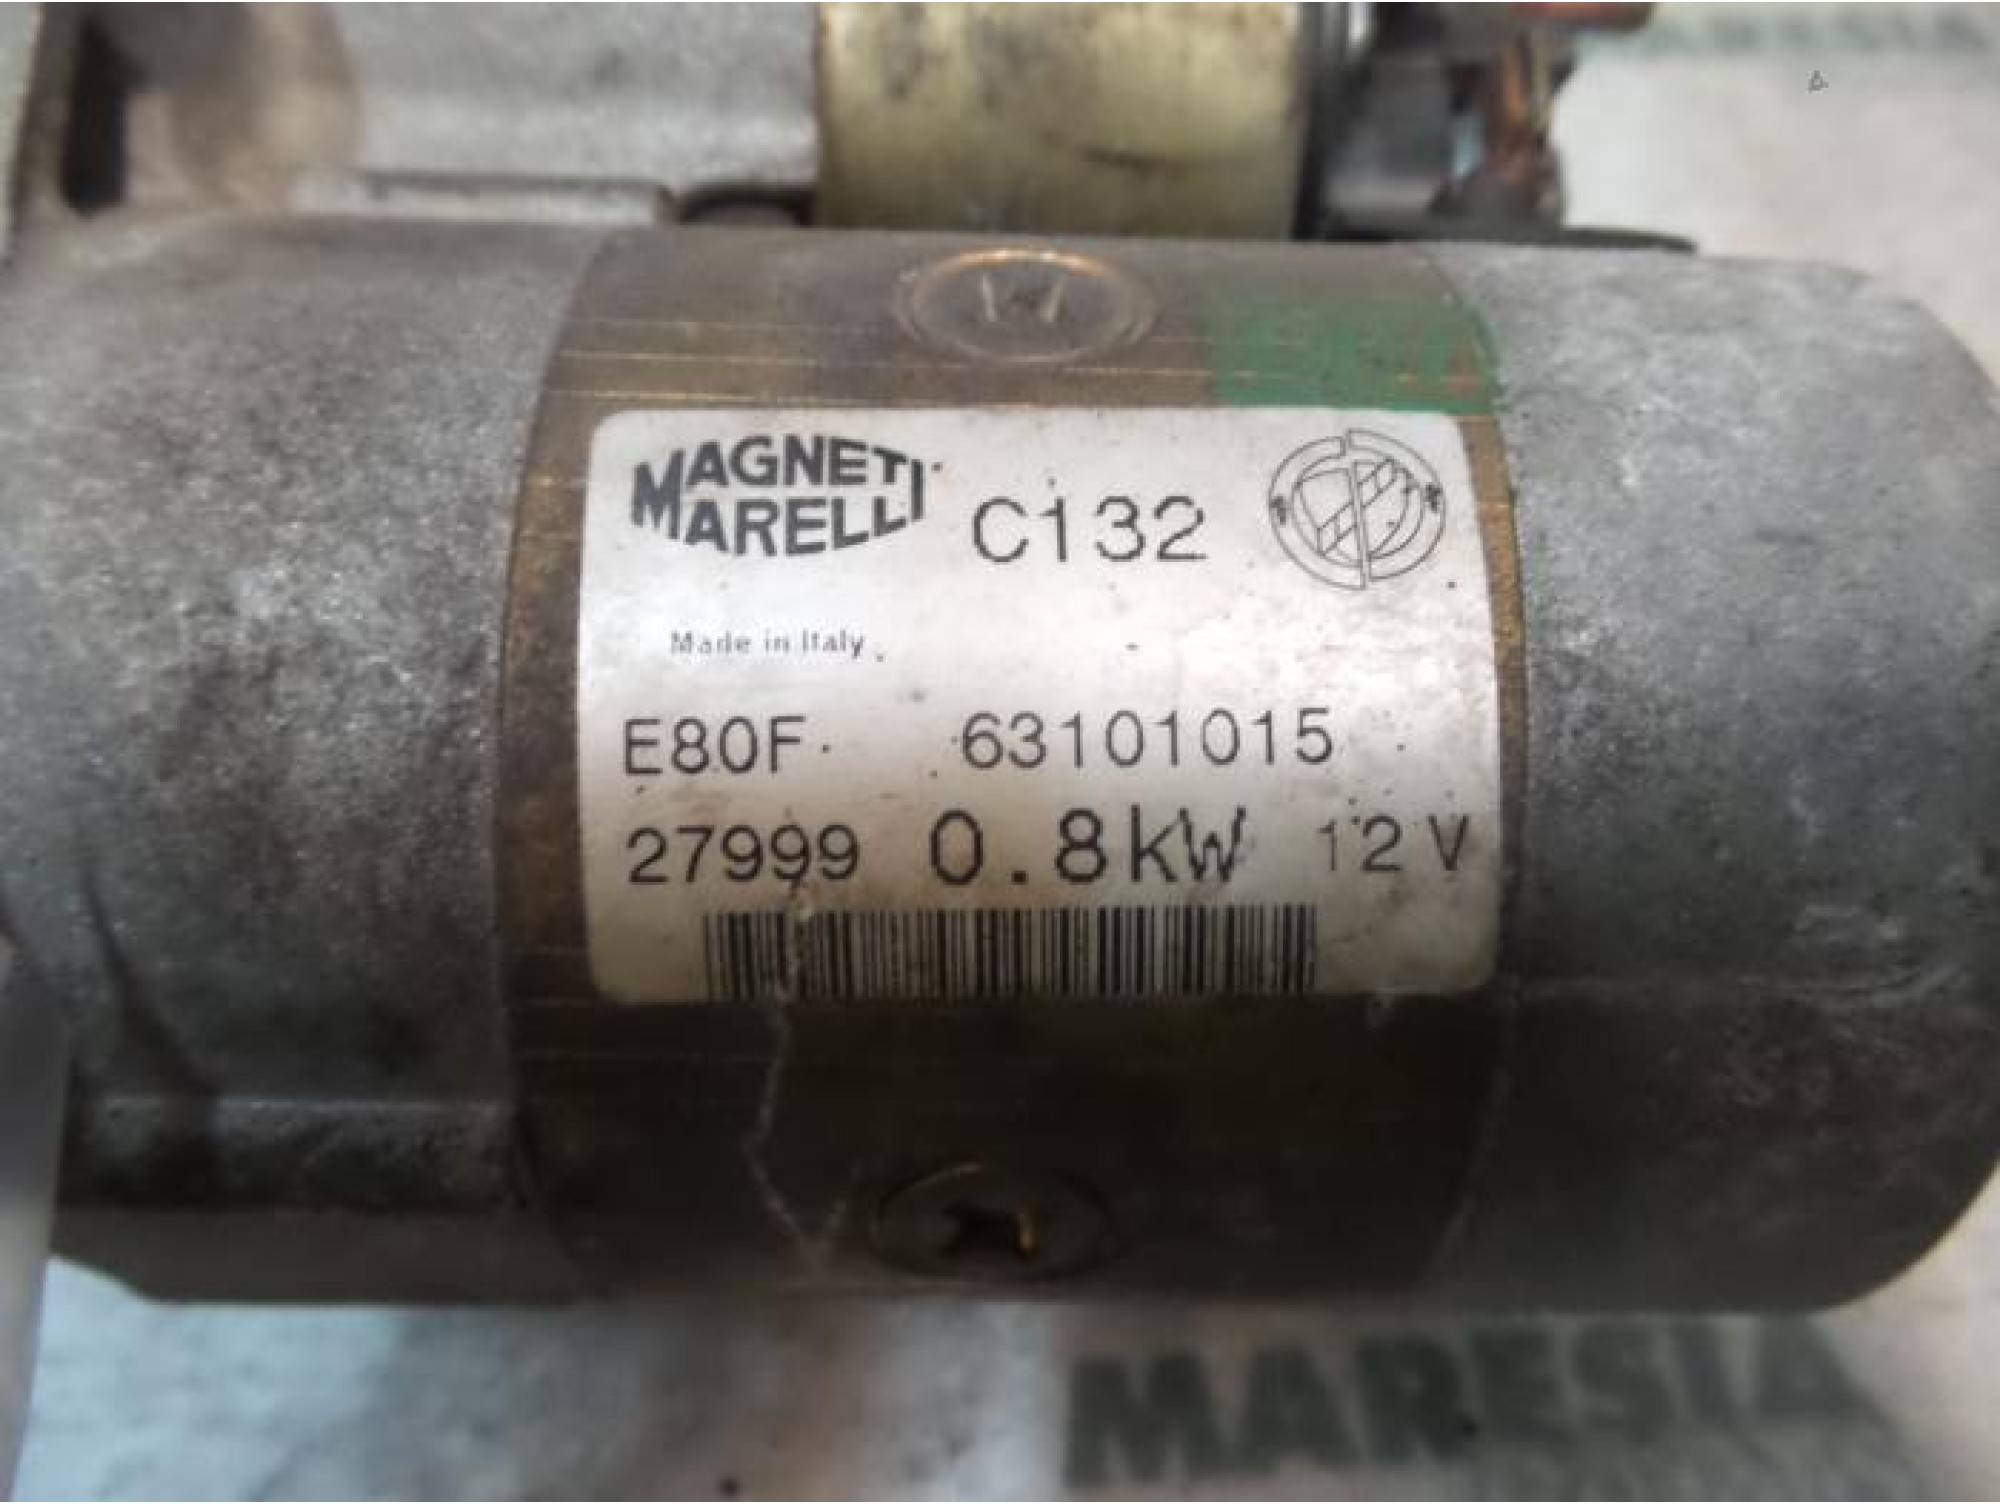 MAGNETI
MARELLI
C132
Made in Italy
E80F 63101015
27999 0.8kW 12V
MARESIA